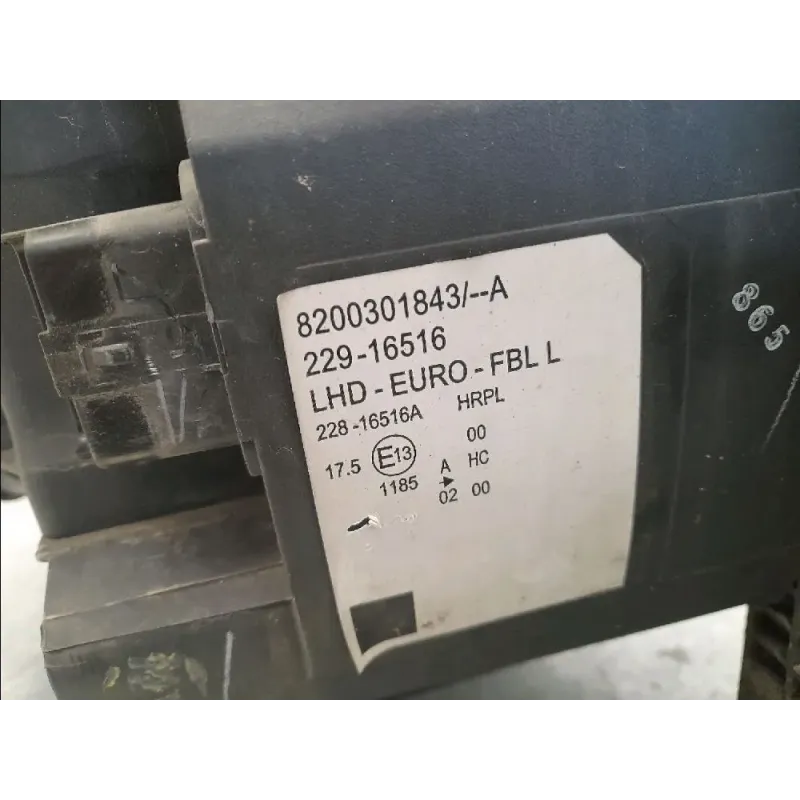 8200301843/--A
229-16516
LHD - EURO - FBL L
228-16516A HRPL
00
17.5 E13 A HC
1185 02 00
865